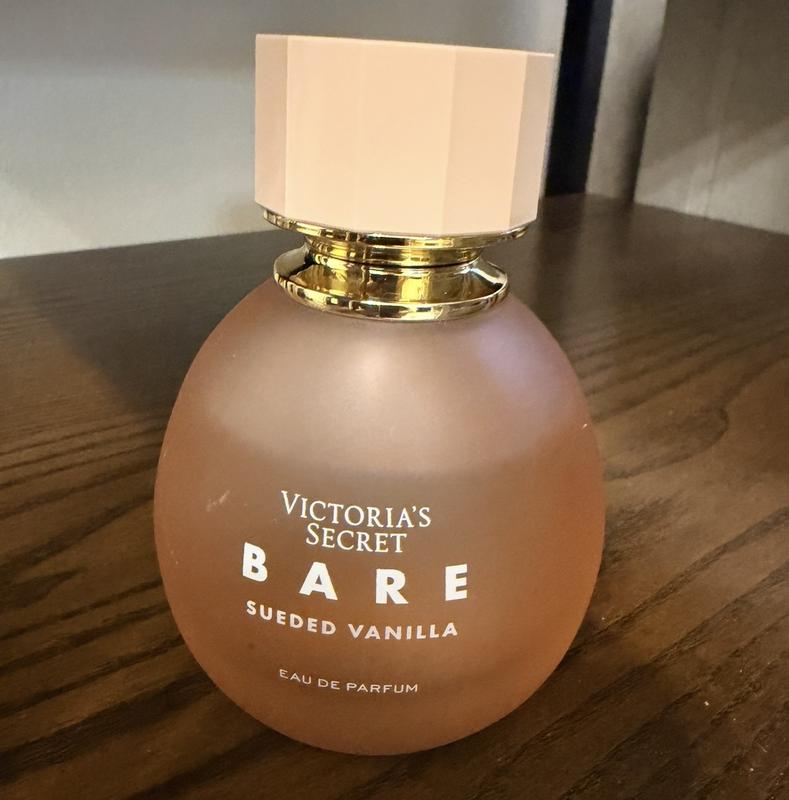 VICTORIA'S
SECRET
BARE
SUEDED VANILLA
EAU DE PARFUM